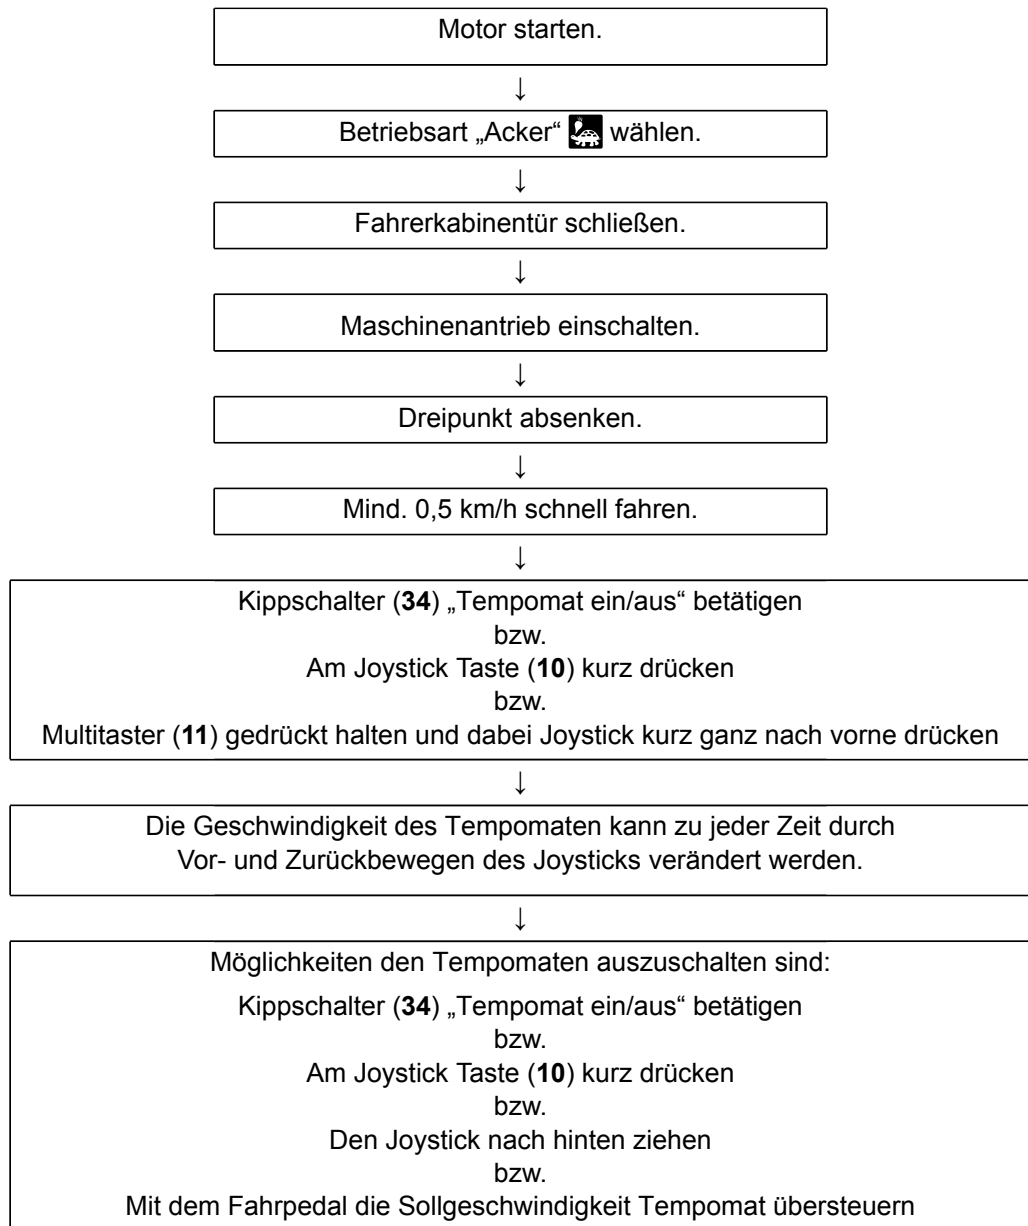 Motor starten.
↓
Betriebsart „Acker“ wählen.
↓
Fahrerkabinentür schließen.
↓
Maschinenantrieb einschalten.
↓
Dreipunkt absenken.
↓
Mind. 0,5 km/h schnell fahren.
↓
Kippschalter (34) „Tempomat ein/aus“ betätigen
bzw.
Am Joystick Taste (10) kurz drücken
bzw.
Multitaster (11) gedrückt halten und dabei Joystick kurz ganz nach vorne drücken
↓
Die Geschwindigkeit des Tempomaten kann zu jeder Zeit durch
Vor- und Zurückbewegen des Joysticks verändert werden.
↓
Möglichkeiten den Tempomaten auszuschalten sind:
Kippschalter (34) „Tempomat ein/aus“ betätigen
bzw.
Am Joystick Taste (10) kurz drücken
bzw.
Den Joystick nach hinten ziehen
bzw.
Mit dem Fahrpedal die Sollgeschwindigkeit Tempomat übersteuern